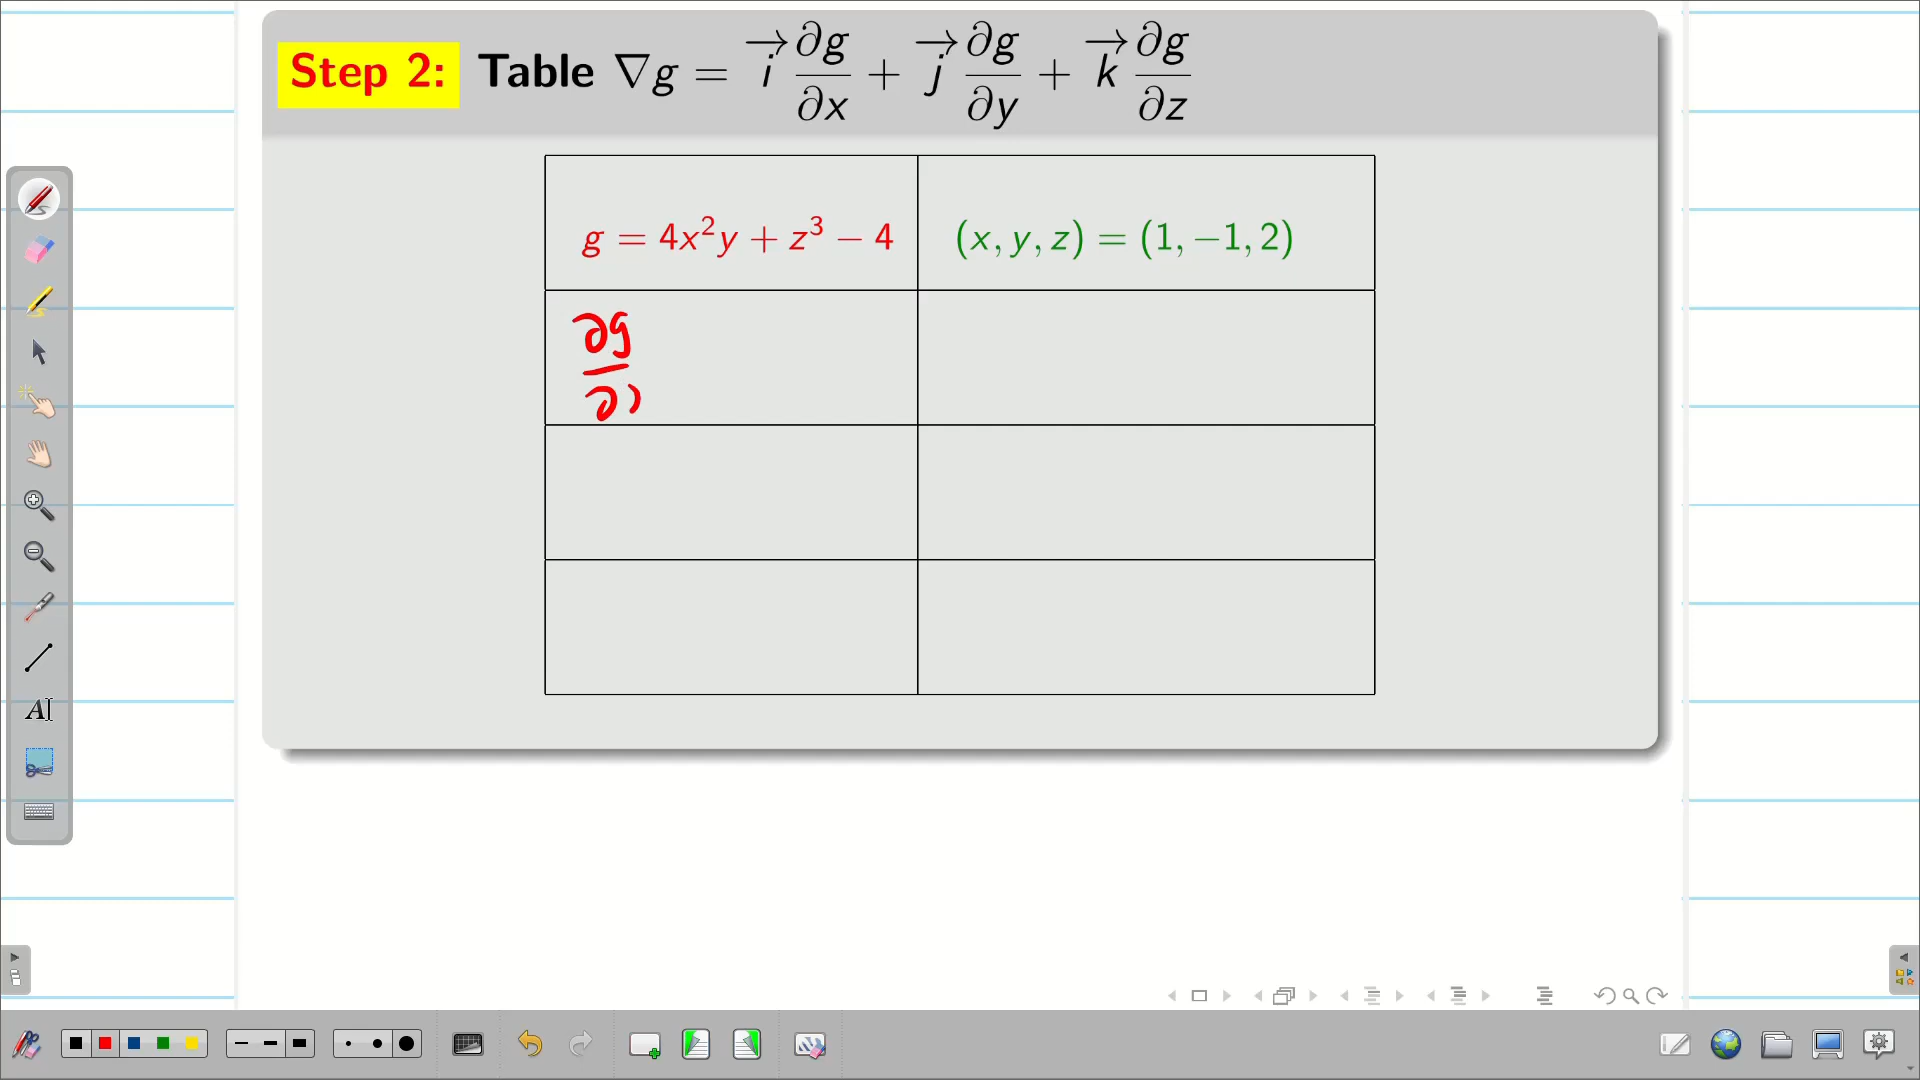 Step 2: Table ∇g = i⃗ ∂g/∂x + j⃗ ∂g/∂y + k⃗ ∂g/∂z
g = 4x²y + z³ − 4
(x, y, z) = (1, −1, 2)
∂g
∂